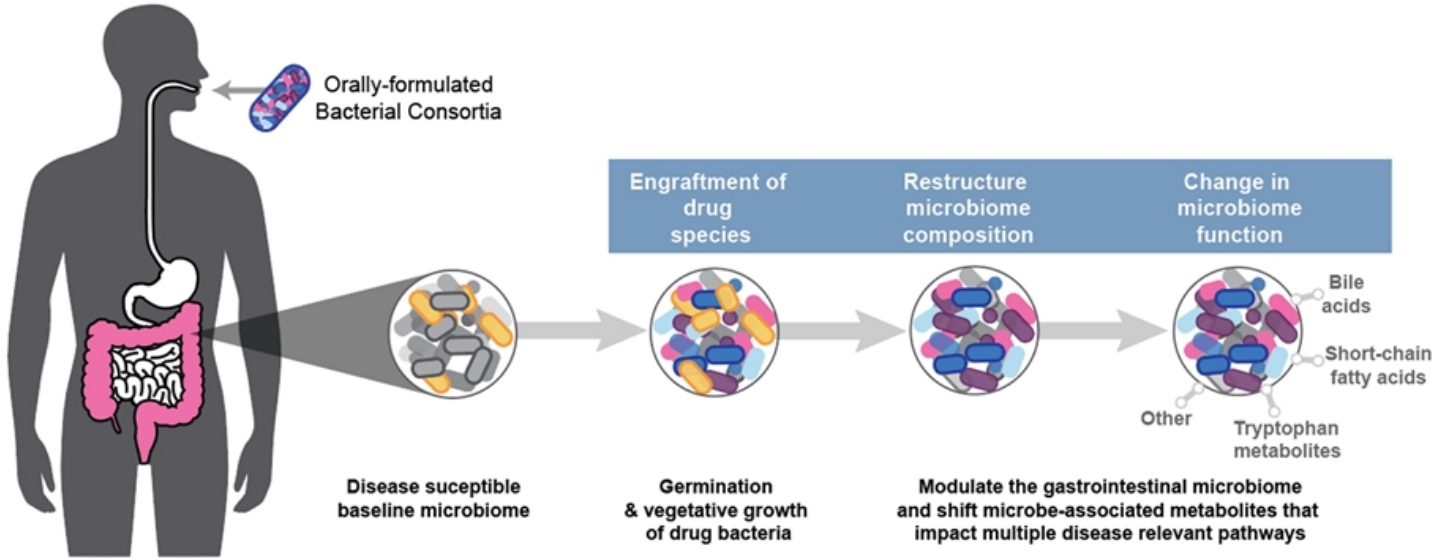 Orally-formulated
Bacterial Consortia
Engraftment of
drug
species
Restructure
microbiome
composition
Change in
microbiome
function
Bile
acids
Short-chain
fatty acids
Tryptophan
metabolites
Other
Disease suceptible
baseline microbiome
Germination
& vegetative growth
of drug bacteria
Modulate the gastrointestinal microbiome
and shift microbe-associated metabolites that
impact multiple disease relevant pathways